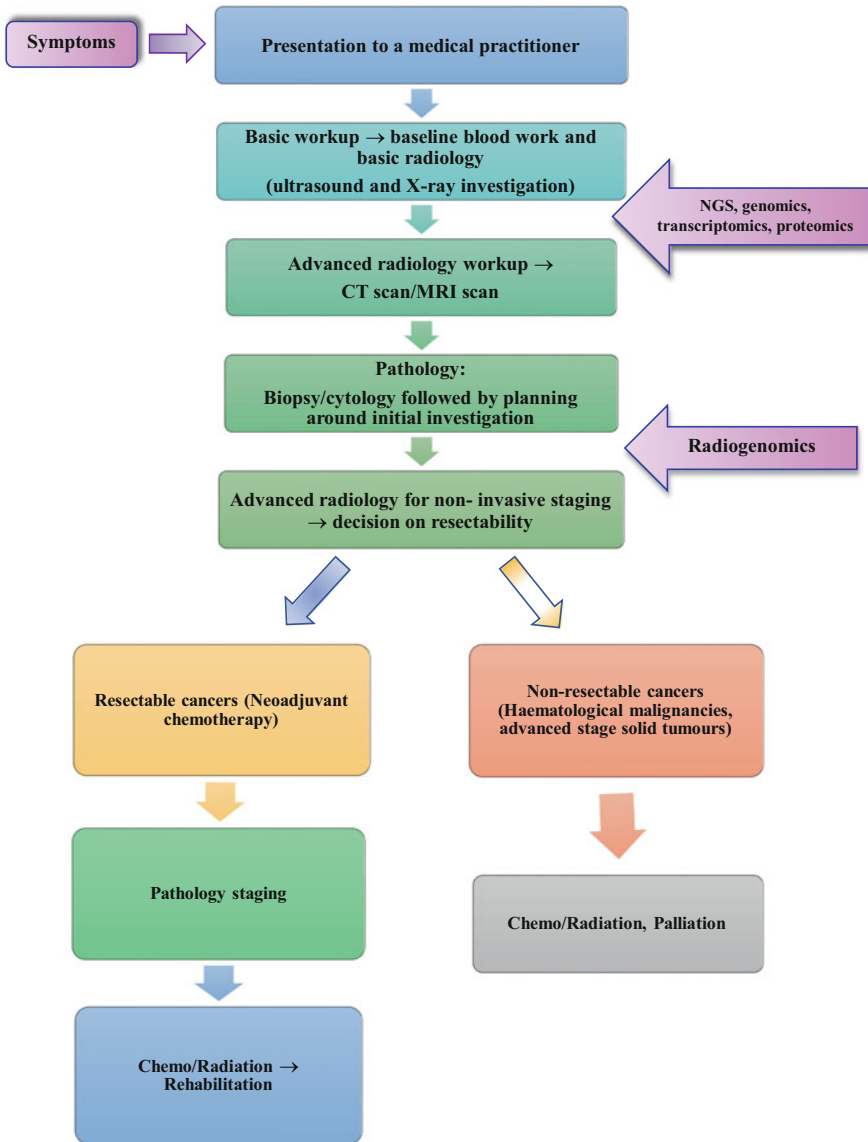 Symptoms
Presentation to a medical practitioner
Basic workup → baseline blood work and
basic radiology
(ultrasound and X-ray investigation)
NGS, genomics,
transcriptomics, proteomics
Advanced radiology workup →
CT scan/MRI scan
Pathology:
Biopsy/cytology followed by planning
around initial investigation
Radiogenomics
Advanced radiology for non- invasive staging
→ decision on resectability
Resectable cancers (Neoadjuvant
chemotherapy)
Non-resectable cancers
(Haematological malignancies,
advanced stage solid tumours)
Pathology staging
Chemo/Radiation, Palliation
Chemo/Radiation →
Rehabilitation